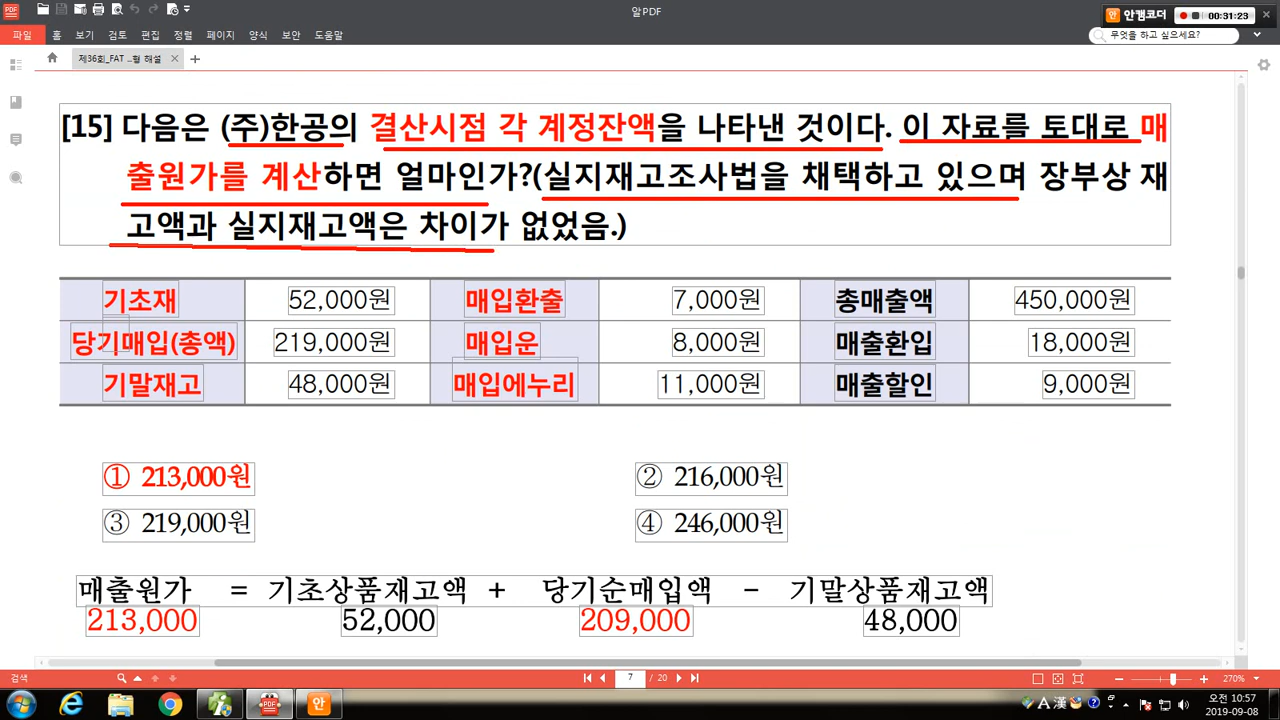 알PDF
안캠코더
00:31:23
파일 홈 보기 검토 편집 정렬 페이지 양식 보안 도움말
무엇을 하고 싶으세요?
제36회_FAT ...형 해설
[15] 다음은 (주)한공의 결산시점 각 계정잔액을 나타낸 것이다. 이 자료를 토대로 매
출원가를 계산하면 얼마인가?(실지재고조사법을 채택하고 있으며 장부상 재
고액과 실지재고액은 차이가 없었음.)
기초재 52,000원 매입환출 7,000원 총매출액 450,000원
당기매입(총액) 219,000원 매입운 8,000원 매출환입 18,000원
기말재고 48,000원 매입에누리 11,000원 매출할인 9,000원
① 213,000원 ② 216,000원
③ 219,000원 ④ 246,000원
매출원가 = 기초상품재고액 + 당기순매입액 - 기말상품재고액
213,000 52,000 209,000 48,000
검색 7 / 20 270%
A 漢
오전 10:57
2019-09-08